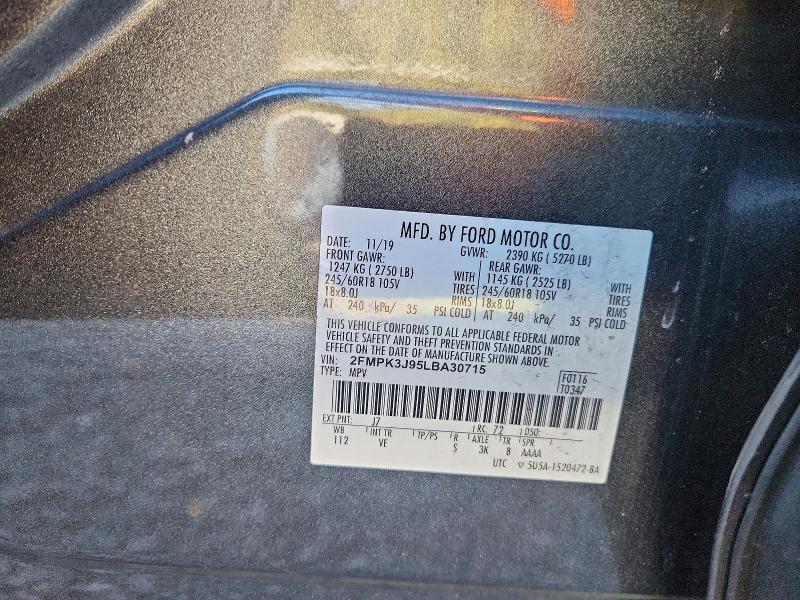 MFD. BY FORD MOTOR CO.
DATE: 11/19 GVWR: 2390 KG ( 5270 LB)
FRONT GAWR: REAR GAWR:
1247 KG (2750 LB) WITH 1145 KG (2525 LB) WITH
245/60R18 105V TIRES 245/60R18 105V TIRES
18x8.0J RIMS 18x8.0J RIMS
AT 240 kPa/ 35 PSI COLD AT 240 kPa/ 35 PSI COLD
THIS VEHICLE CONFORMS TO ALL APPLICABLE FEDERAL MOTOR
VEHICLE SAFETY AND THEFT PREVENTION STANDARDS IN
EFFECT ON THE DATE OF MANUFACTURE SHOWN ABOVE.
VIN: 2FMPK3J95LBA30715
TYPE: MPV
F0116
T0347
EXT PNT: J7 RC: 72 DSO:
WB INT TR TP/PS R AXLE TR SPR
112 VE S 3K 8 AAAA
UTC ▽ 5U5A-1520472-BA